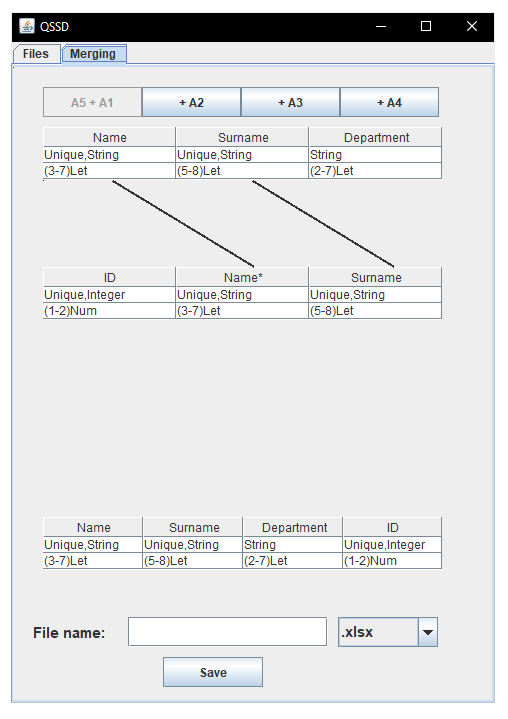 QSSD
Files Merging
A5 + A1 + A2 + A3 + A4
Name Surname Department
Unique,String Unique,String String
(3-7)Let (5-8)Let (2-7)Let
ID Name* Surname
Unique,Integer Unique,String Unique,String
(1-2)Num (3-7)Let (5-8)Let
Name Surname Department ID
Unique,String Unique,String String Unique,Integer
(3-7)Let (5-8)Let (2-7)Let (1-2)Num
File name: .xlsx
Save